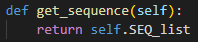 def get_sequence(self):
    return self.SEQ_list